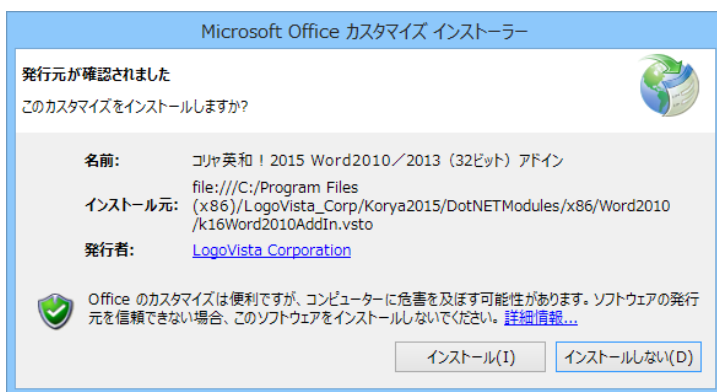 Microsoft Office カスタマイズ インストーラー
発行元が確認されました
このカスタマイズをインストールしますか?
名前: コリャ英和！2015 Word2010／2013（32ビット）アドイン
インストール元: file:///C:/Program Files
(x86)/LogoVista_Corp/Korya2015/DotNETModules/x86/Word2010
/k16Word2010AddIn.vsto
発行者: LogoVista Corporation
Office のカスタマイズは便利ですが、コンピューターに危害を及ぼす可能性があります。ソフトウェアの発行
元を信頼できない場合、このソフトウェアをインストールしないでください。詳細情報...
インストール(I) インストールしない(D)